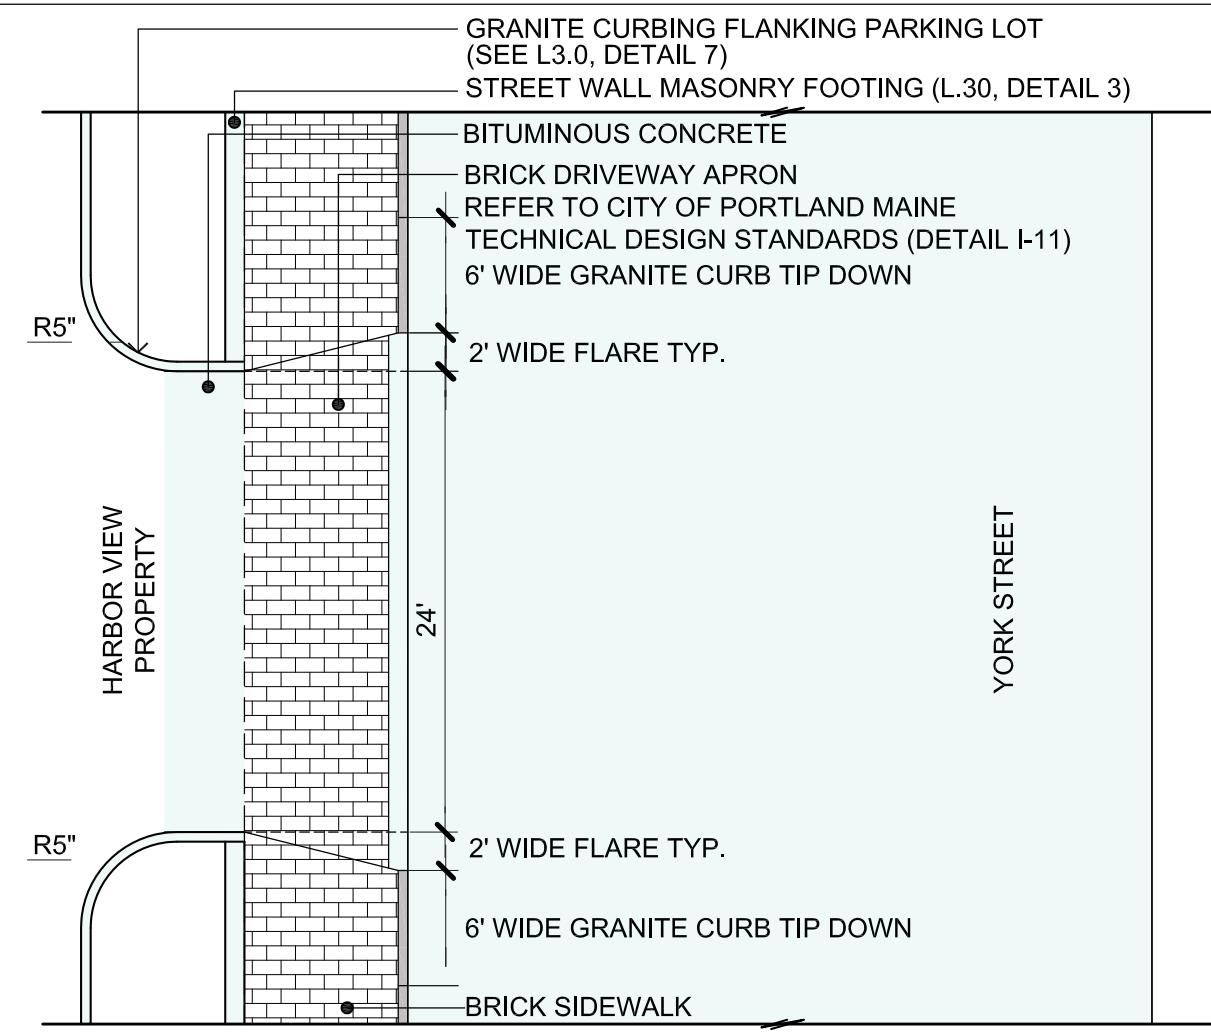 GRANITE CURBING FLANKING PARKING LOT
(SEE L3.0, DETAIL 7)
STREET WALL MASONRY FOOTING (L.30, DETAIL 3)
BITUMINOUS CONCRETE
BRICK DRIVEWAY APRON
REFER TO CITY OF PORTLAND MAINE
TECHNICAL DESIGN STANDARDS (DETAIL I-11)
6' WIDE GRANITE CURB TIP DOWN
R5"
2' WIDE FLARE TYP.
HARBOR VIEW
PROPERTY
24'
YORK STREET
R5"
2' WIDE FLARE TYP.
6' WIDE GRANITE CURB TIP DOWN
BRICK SIDEWALK